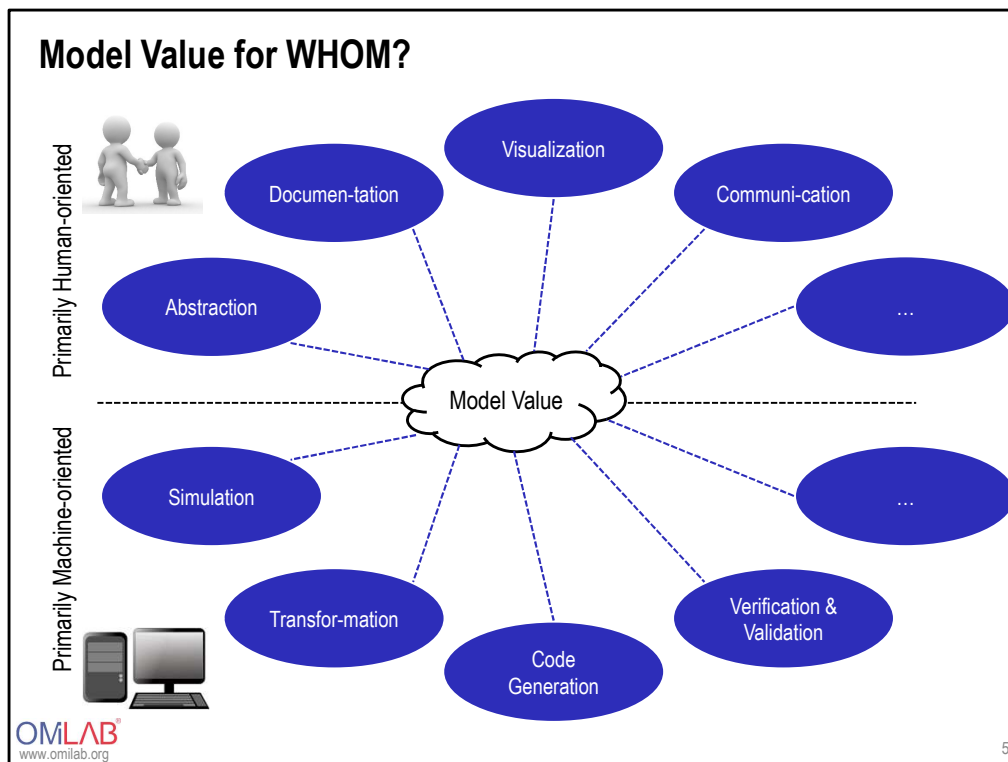 Model Value for WHOM?
Primarily Human-oriented
Visualization
Documen-tation
Communi-cation
Abstraction
...
Model Value
Primarily Machine-oriented
Simulation
...
Transfor-mation
Code
Generation
Verification &
Validation
OMiLAB®
www.omilab.org
5